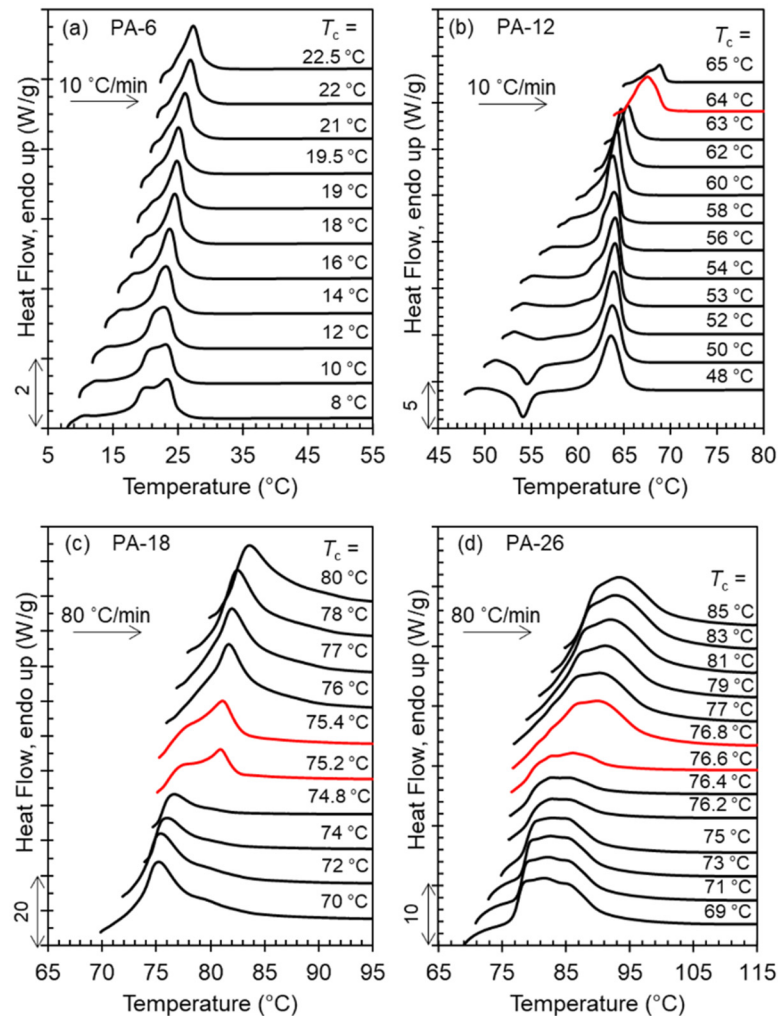 (a) PA-6 Tc =
22.5 °C
10 °C/min
22 °C
21 °C
19.5 °C
19 °C
18 °C
16 °C
14 °C
12 °C
10 °C
8 °C
2
Heat Flow, endo up (W/g)
5 15 25 35 45 55
Temperature (°C)
(b) PA-12 Tc =
65 °C
10 °C/min
64 °C
63 °C
62 °C
60 °C
58 °C
56 °C
54 °C
53 °C
52 °C
50 °C
48 °C
5
Heat Flow, endo up (W/g)
45 50 55 60 65 70 75 80
Temperature (°C)
(c) PA-18 Tc =
80 °C
80 °C/min
78 °C
77 °C
76 °C
75.4 °C
75.2 °C
74.8 °C
74 °C
72 °C
70 °C
20
Heat Flow, endo up (W/g)
65 70 75 80 85 90 95
Temperature (°C)
(d) PA-26 Tc =
85 °C
80 °C/min
83 °C
81 °C
79 °C
77 °C
76.8 °C
76.6 °C
76.4 °C
76.2 °C
75 °C
73 °C
71 °C
69 °C
10
Heat Flow, endo up (W/g)
65 75 85 95 105 115
Temperature (°C)